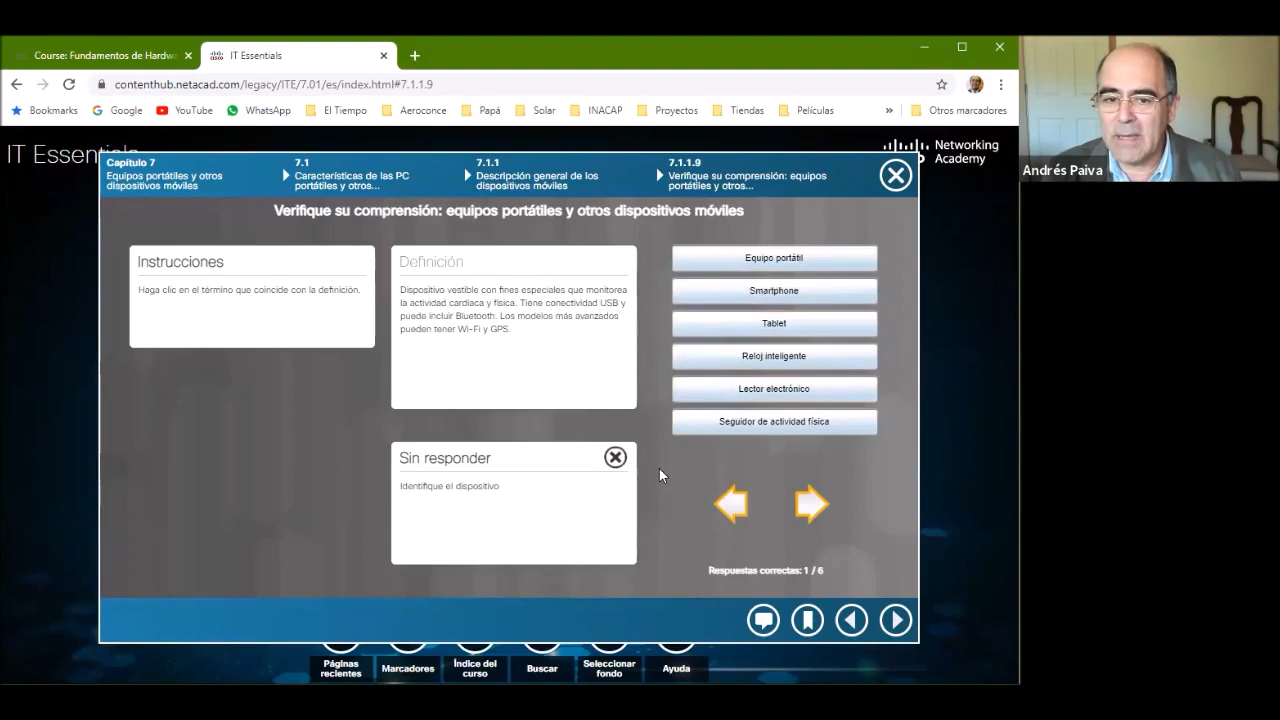 Course: Fundamentos de Hardwa
IT Essentials
contenthub.netacad.com/legacy/ITE/7.01/es/index.html#7.1.1.9
Bookmarks
Google
YouTube
WhatsApp
El Tiempo
Aeroconce
Papá
Solar
INACAP
Proyectos
Tiendas
Películas
»
Otros marcadores
IT Essentials
CISCO
Networking
Academy
Andrés Paiva
Capítulo 7
Equipos portátiles y otros
dispositivos móviles
7.1
Características de las PC
portátiles y otros...
7.1.1
Descripción general de los
dispositivos móviles
7.1.1.9
Verifique su comprensión: equipos
portátiles y otros...
Verifique su comprensión: equipos portátiles y otros dispositivos móviles
Instrucciones
Haga clic en el término que coincide con la definición.
Definición
Dispositivo vestible con fines especiales que monitorea
la actividad cardíaca y física. Tiene conectividad USB y
puede incluir Bluetooth. Los modelos más avanzados
pueden tener Wi-Fi y GPS.
Equipo portátil
Smartphone
Tablet
Reloj inteligente
Lector electrónico
Seguidor de actividad física
Sin responder
Identifique el dispositivo
Respuestas correctas: 1 / 6
Páginas
recientes
Marcadores
Índice del
curso
Buscar
Seleccionar
fondo
Ayuda